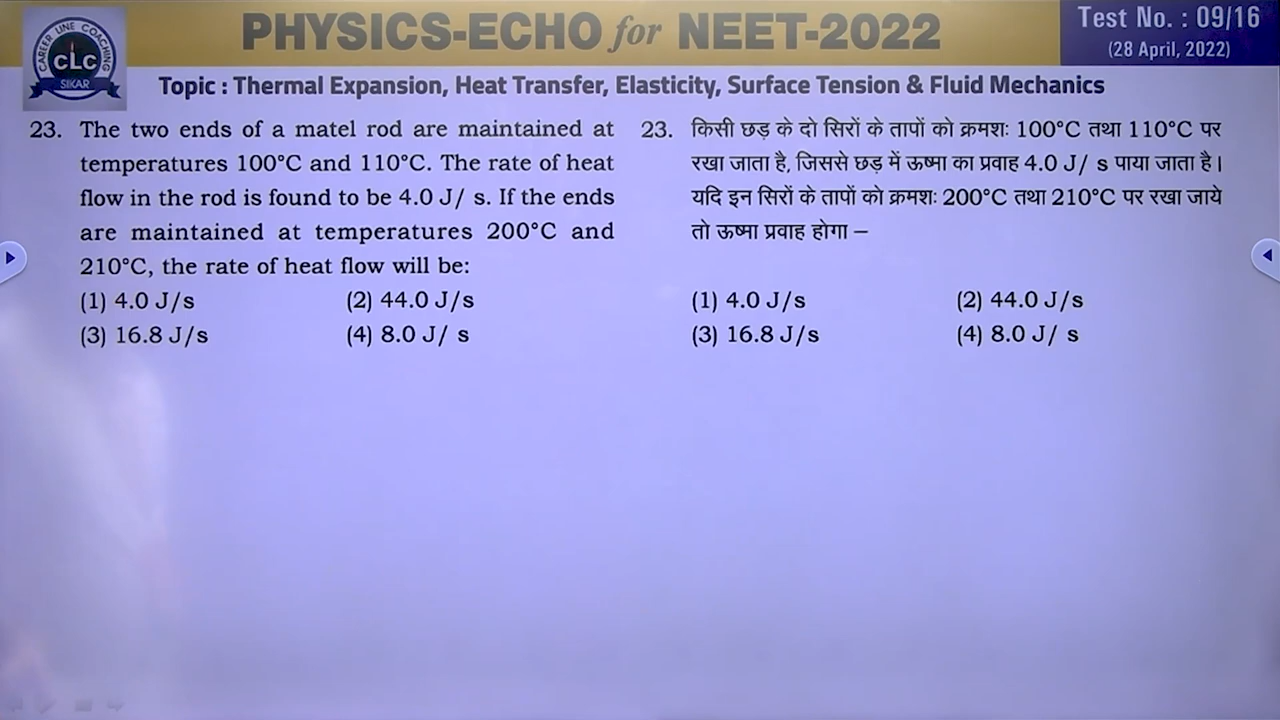 CAREER LINE COACHING
CLC
SIKAR
PHYSICS-ECHO for NEET-2022
Test No. : 09/16
(28 April, 2022)
Topic : Thermal Expansion, Heat Transfer, Elasticity, Surface Tension & Fluid Mechanics
23. The two ends of a matel rod are maintained at
temperatures 100°C and 110°C. The rate of heat
flow in the rod is found to be 4.0 J/ s. If the ends
are maintained at temperatures 200°C and
210°C, the rate of heat flow will be:
(1) 4.0 J/s (2) 44.0 J/s
(3) 16.8 J/s (4) 8.0 J/ s
23. किसी छड़ के दो सिरों के तापों को क्रमशः 100°C तथा 110°C पर
रखा जाता है, जिससे छड़ में ऊष्मा का प्रवाह 4.0 J/ s पाया जाता है।
यदि इन सिरों के तापों को क्रमशः 200°C तथा 210°C पर रखा जाये
तो ऊष्मा प्रवाह होगा –
(1) 4.0 J/s (2) 44.0 J/s
(3) 16.8 J/s (4) 8.0 J/ s